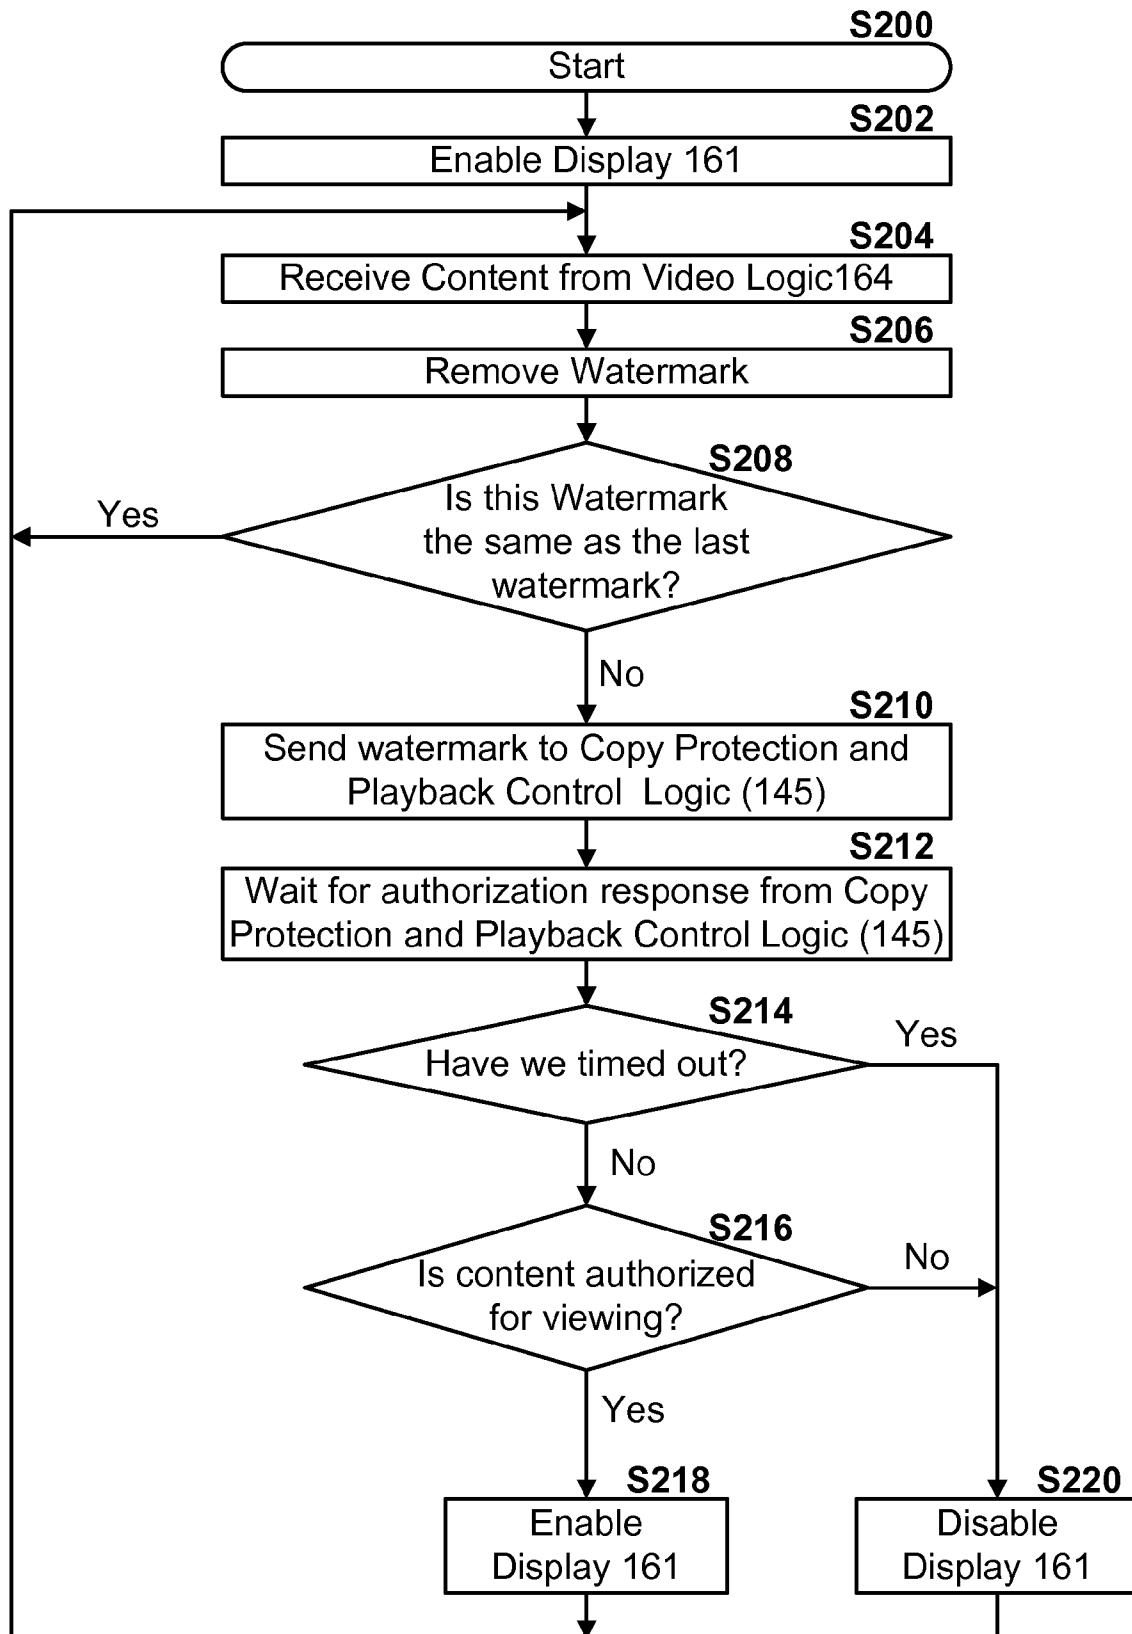 S200
Start
S202
Enable Display 161
S204
Receive Content from Video Logic164
S206
Remove Watermark
S208
Is this Watermark
the same as the last
watermark?
Yes
No
S210
Send watermark to Copy Protection and
Playback Control Logic (145)
S212
Wait for authorization response from Copy
Protection and Playback Control Logic (145)
S214
Have we timed out?
Yes
No
S216
Is content authorized
for viewing?
No
Yes
S218
Enable
Display 161
S220
Disable
Display 161